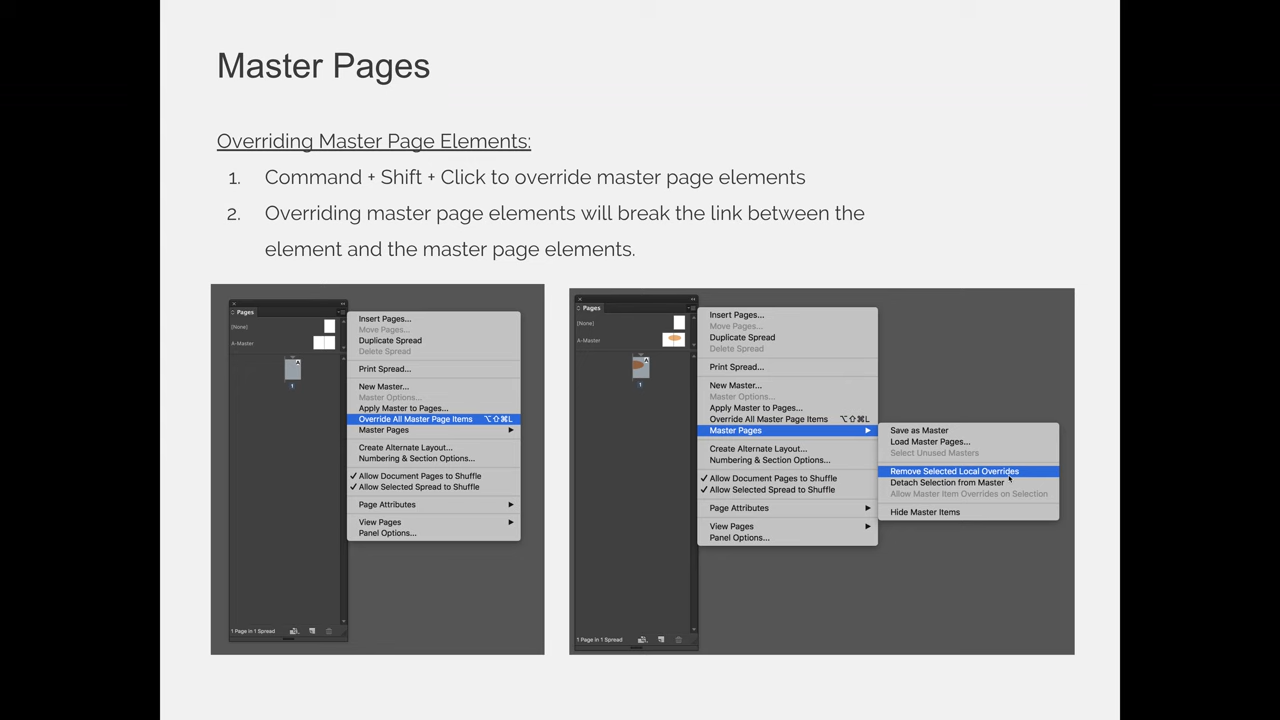 Master Pages
Overriding Master Page Elements:
1. Command + Shift + Click to override master page elements
2. Overriding master page elements will break the link between the
element and the master page elements.
Pages
[None]
A-Master
A
1
1 Page in 1 Spread
Insert Pages...
Move Pages...
Duplicate Spread
Delete Spread
Print Spread...
New Master...
Master Options...
Apply Master to Pages...
Override All Master Page Items ⌥⇧⌘L
Master Pages
Create Alternate Layout...
Numbering & Section Options...
✓ Allow Document Pages to Shuffle
✓ Allow Selected Spread to Shuffle
Page Attributes
View Pages
Panel Options...
Pages
[None]
A-Master
A
1
1 Page in 1 Spread
Insert Pages...
Move Pages...
Duplicate Spread
Delete Spread
Print Spread...
New Master...
Master Options...
Apply Master to Pages...
Override All Master Page Items ⌥⇧⌘L
Master Pages
Create Alternate Layout...
Numbering & Section Options...
✓ Allow Document Pages to Shuffle
✓ Allow Selected Spread to Shuffle
Page Attributes
View Pages
Panel Options...
Save as Master
Load Master Pages...
Select Unused Masters
Remove Selected Local Overrides
Detach Selection from Master
Allow Master Item Overrides on Selection
Hide Master Items